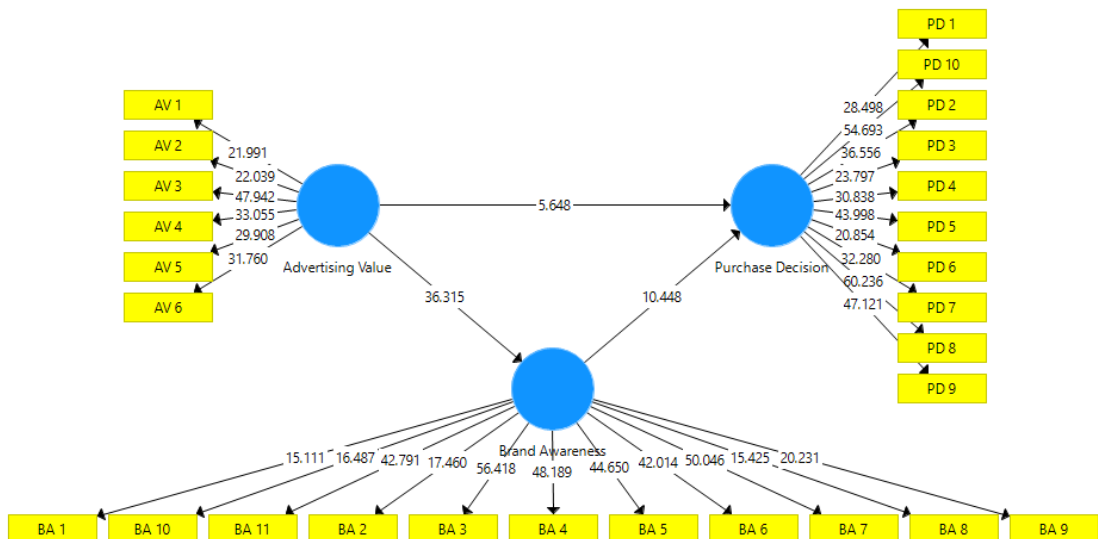 PD 1
PD 10
PD 2
PD 3
PD 4
PD 5
PD 6
PD 7
PD 8
PD 9
28.498
54.693
36.556
23.797
30.838
43.998
20.854
32.280
60.236
47.121
AV 1
AV 2
AV 3
AV 4
AV 5
AV 6
21.991
22.039
47.942
33.055
29.908
31.760
5.648
Advertising Value
Purchase Decision
36.315
10.448
Brand Awareness
15.111
16.487
42.791
17.460
56.418
48.189
44.650
42.014
50.046
15.425
20.231
BA 1
BA 10
BA 11
BA 2
BA 3
BA 4
BA 5
BA 6
BA 7
BA 8
BA 9